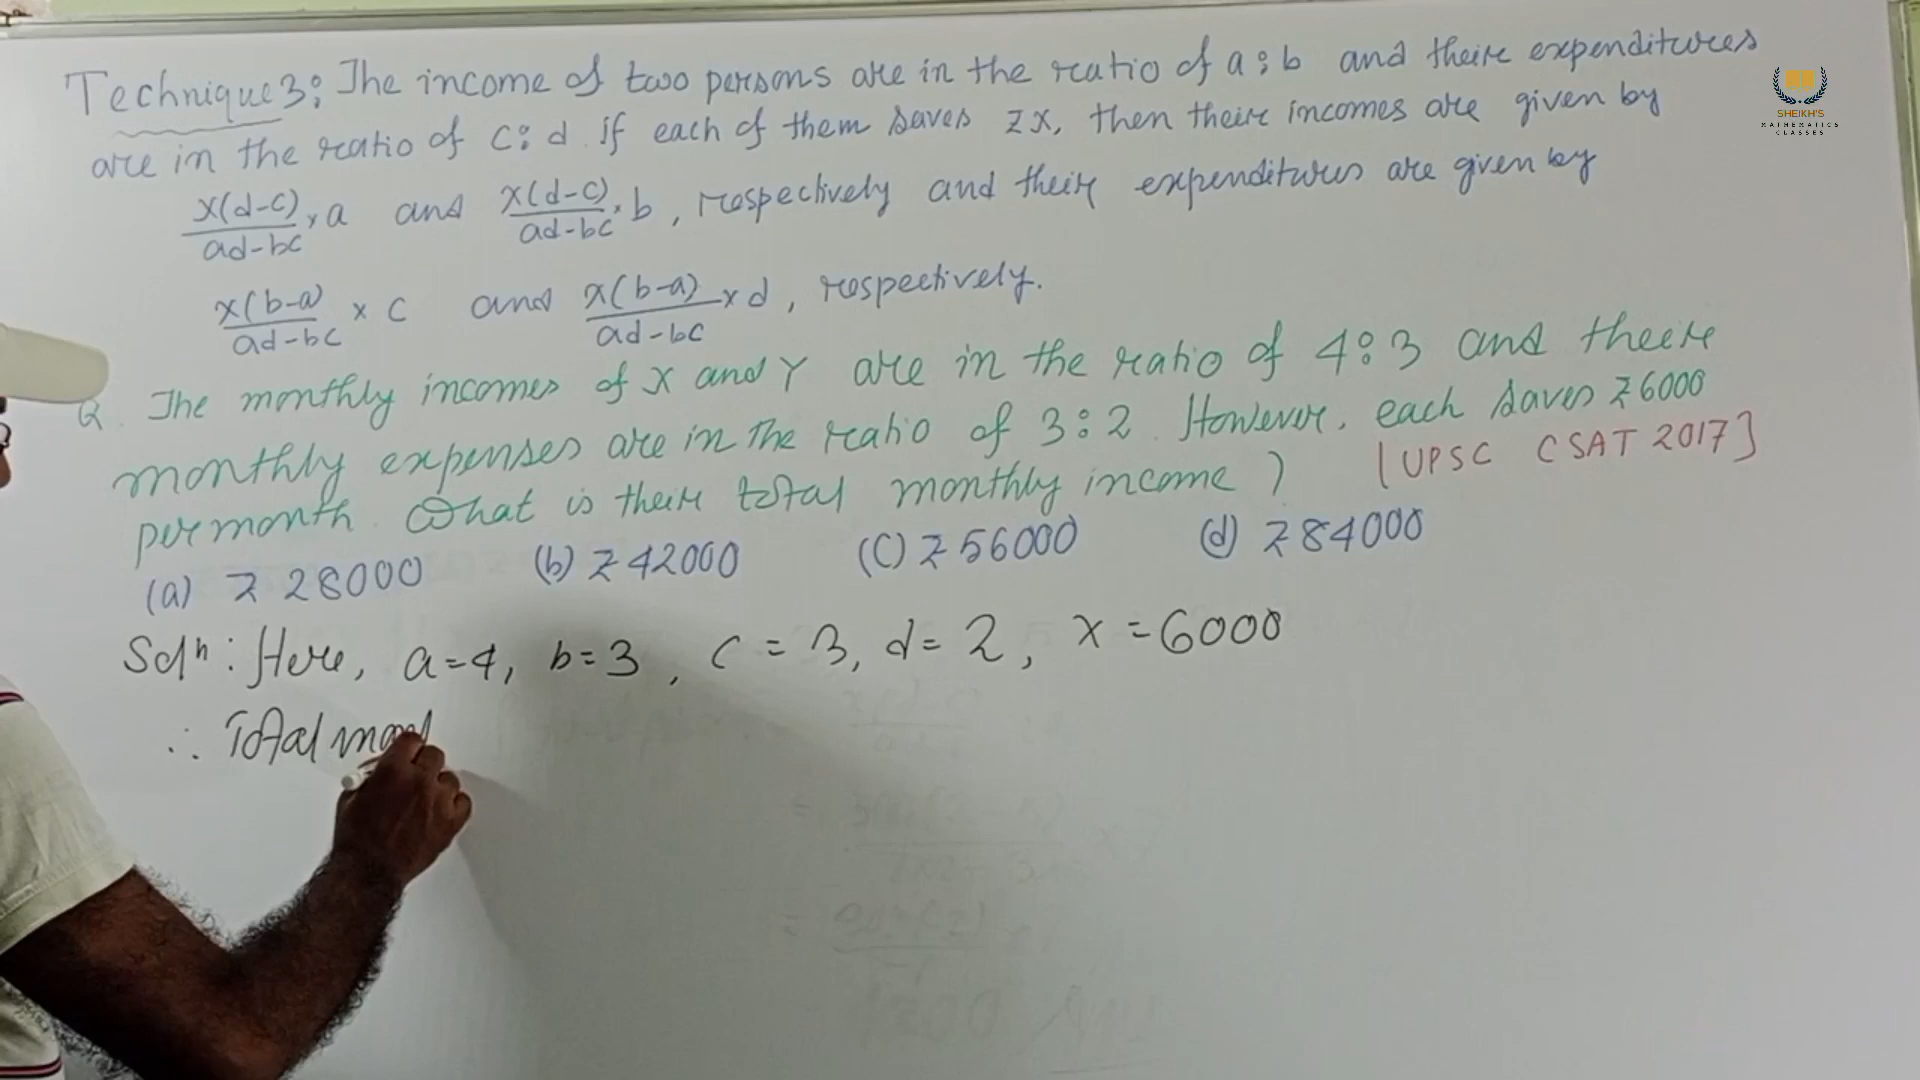 Technique 3: The income of two persons are in the ratio of a:b and their expenditures
are in the ratio of c:d. If each of them saves ₹x, then their incomes are given by
x(d-c)/ad-bc × a and x(d-c)/ad-bc × b, respectively and their expenditures are given by
x(b-a)/ad-bc × c and x(b-a)/ad-bc × d, respectively.
Q. The monthly incomes of X and Y are in the ratio of 4:3 and their
monthly expenses are in the ratio of 3:2. However, each saves ₹6000
per month. What is their total monthly income? [UPSC CSAT 2017]
(a) ₹ 28000 (b) ₹ 42000 (c) ₹ 56000 (d) ₹ 84000
Solⁿ: Here, a=4, b=3, c=3, d=2, x=6000
∴ Total mon
SHEIKH'S
MATHEMATICS
CLASSES